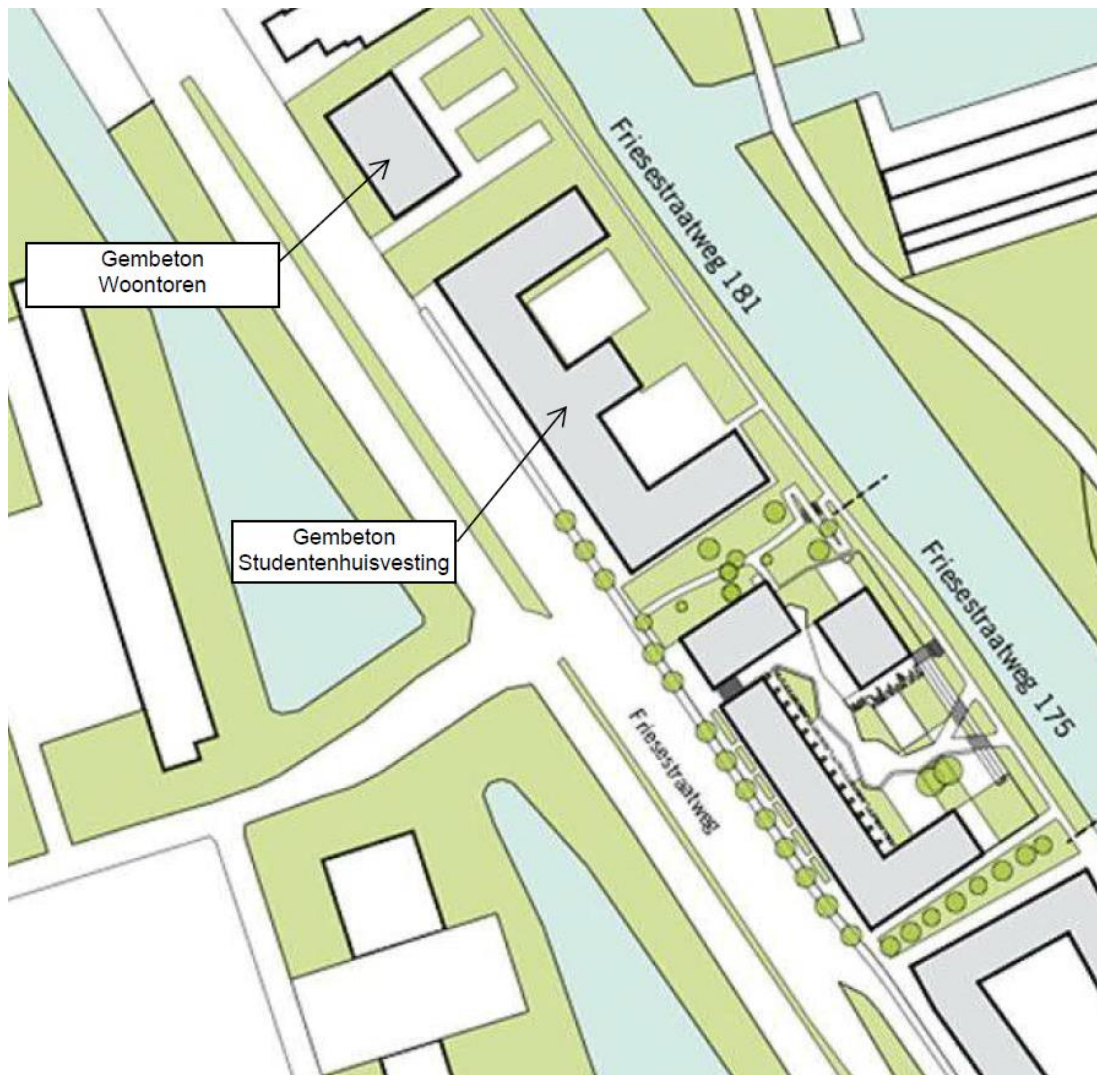 Friesestraatweg 181
Gembeton
Woontoren
Gembeton
Studentenhuisvesting
Friesestraatweg 175
Friesestraatweg